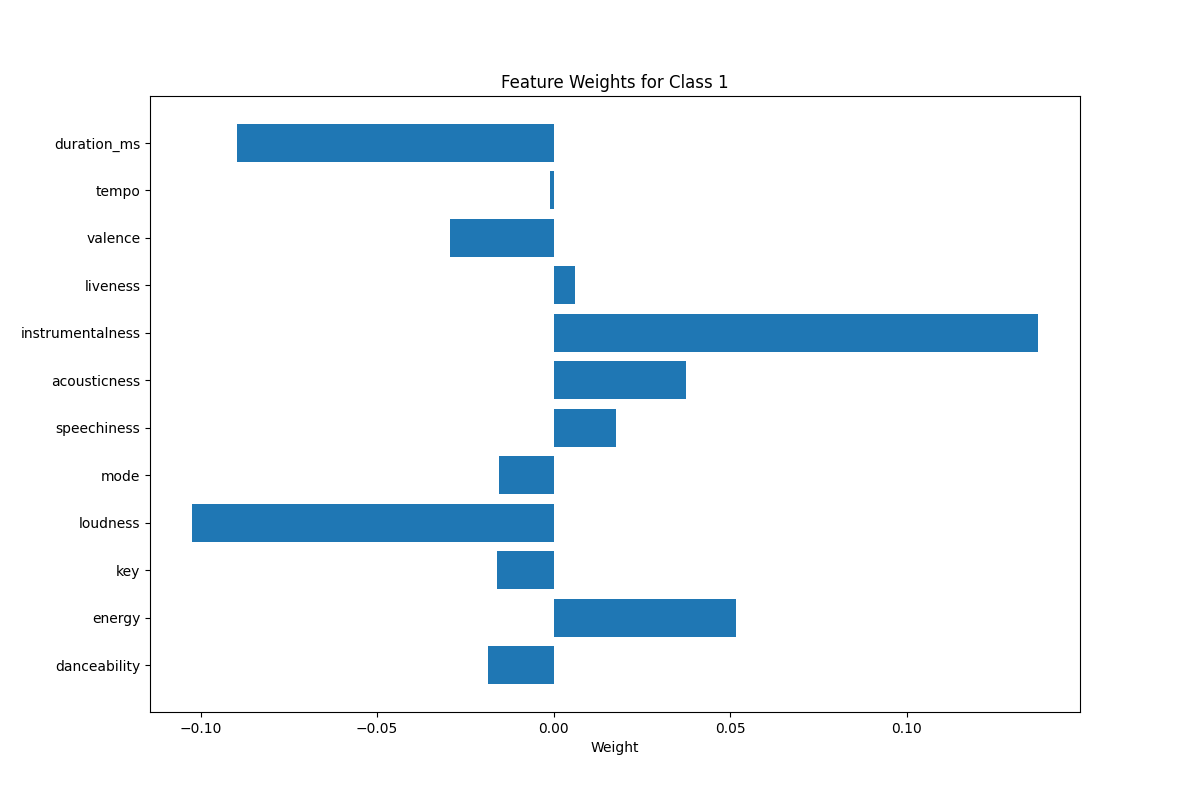 Feature Weights for Class 1
duration_ms
tempo
valence
liveness
instrumentalness
acousticness
speechiness
mode
loudness
key
energy
danceability
−0.10 −0.05 0.00 0.05 0.10
Weight